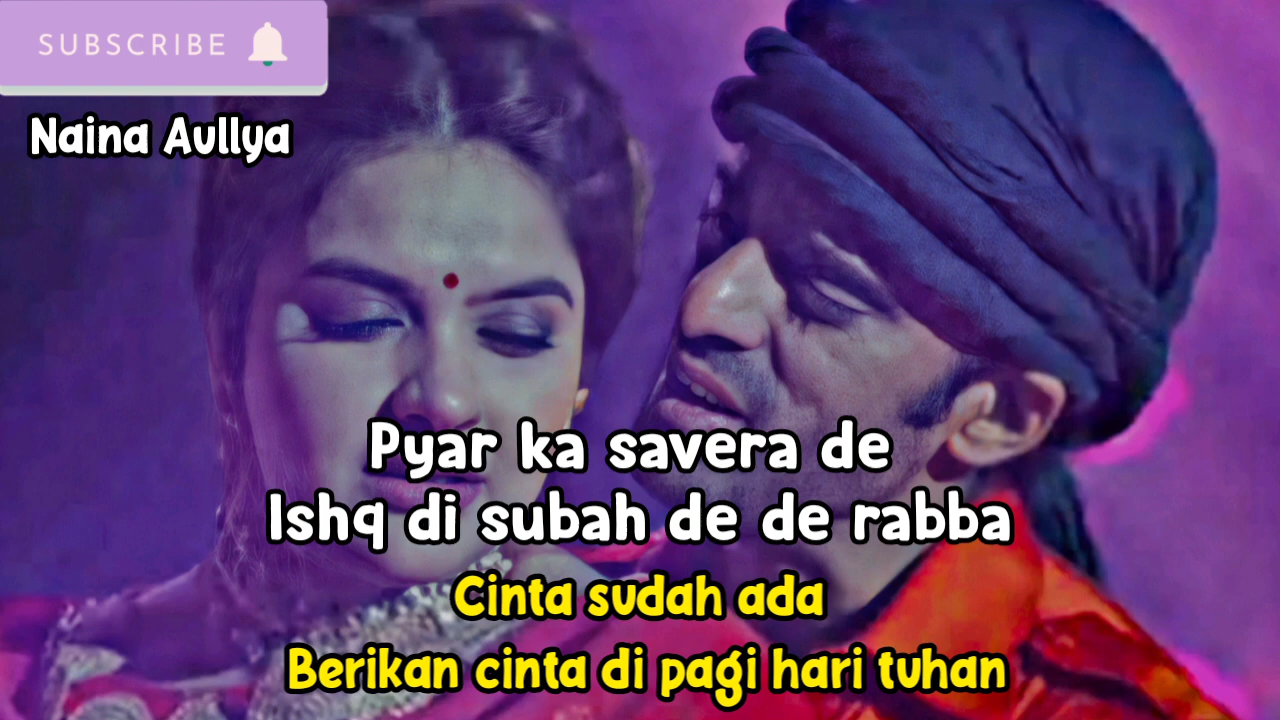 SUBSCRIBE
Naina Aullya
Pyar ka savera de
Ishq di subah de de rabba
Cinta sudah ada
Berikan cinta di pagi hari tuhan